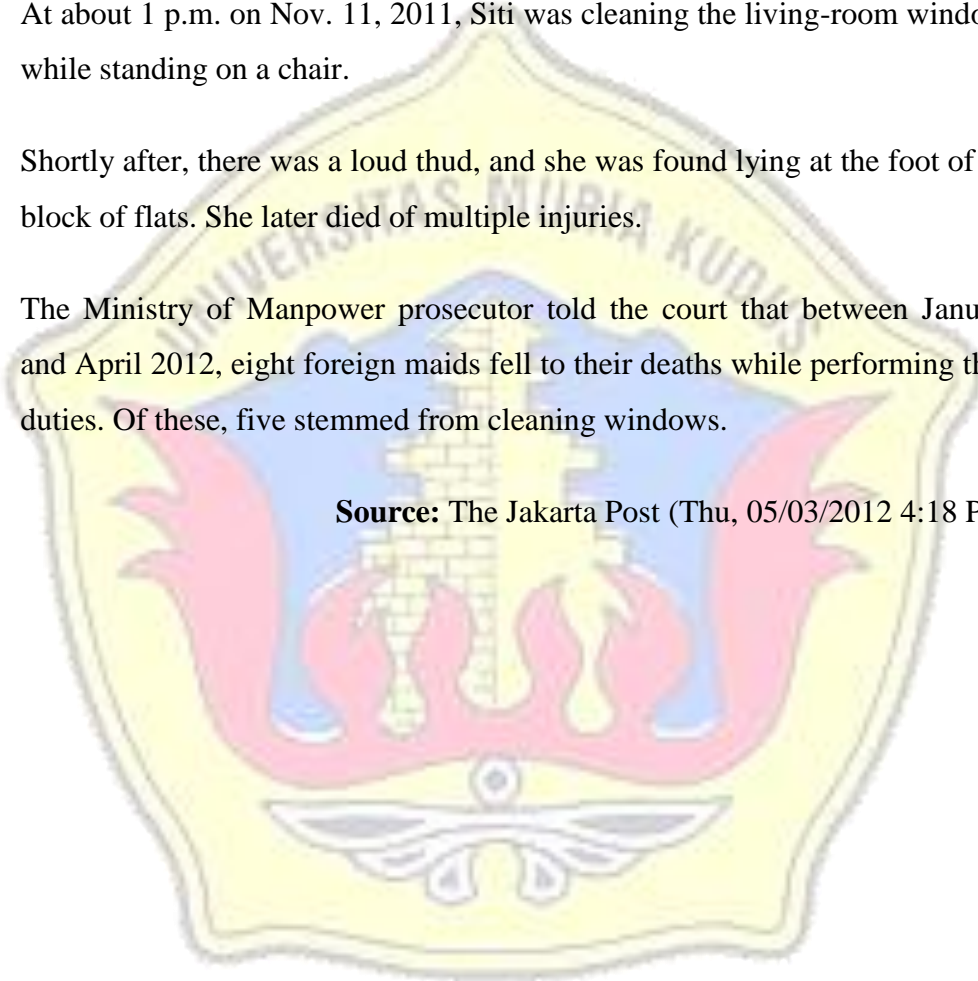 At about 1 p.m. on Nov. 11, 2011, Siti was cleaning the living-room
while standing on a chair.
Shortly after, there was a loud thud, and she was found lying at the foot of
block of flats. She later died of multiple injuries.
The Ministry of Manpower prosecutor told the court that between
and April 2012, eight foreign maids fell to their deaths while performing
duties. Of these, five stemmed from cleaning windows.
Source: The Jakarta Post (Thu, 05/03/2012 4:18
UNIVERSITAS MURIA KUDUS